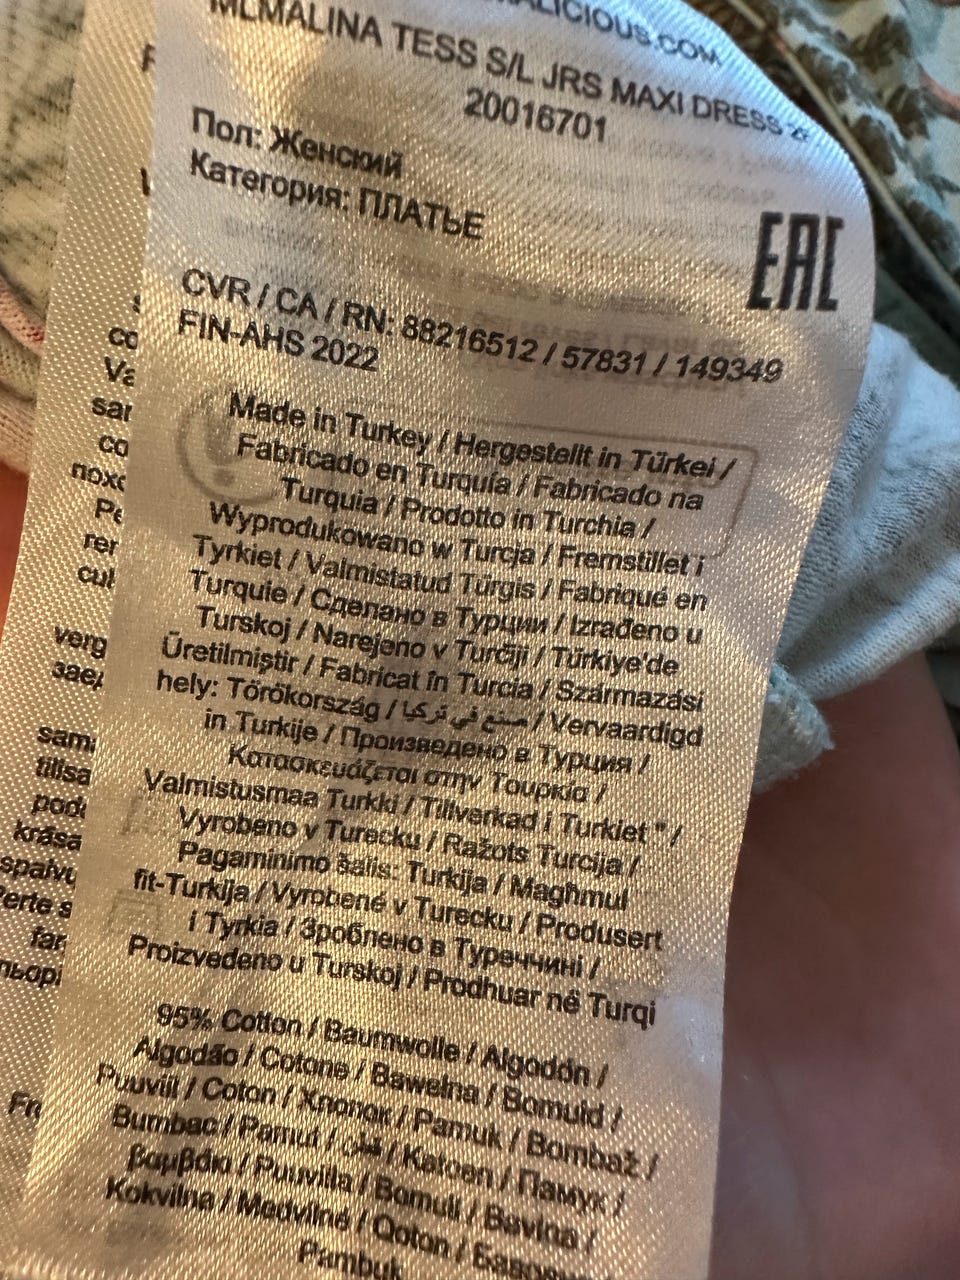 ALICIOUS.COM
MLMALINA TESS S/L JRS MAXI DRESS 2F
20016701
Пол: Женский
Категория: ПЛАТЬЕ
EAC
CVR / CA / RN: 88216512 / 57831 / 149349
FIN-AHS 2022
Made in Turkey / Hergestellt in Türkei /
Fabricado en Turquía / Fabricado na
Turquia / Prodotto in Turchia /
Wyprodukowano w Turcja / Fremstillet i
Tyrkiet / Valmistatud Türgis / Fabriqué en
Turquie / Сделано в Турции / Izrađeno u
Turskoj / Narejeno v Turčiji / Türkiye'de
Üretilmiştir / Fabricat în Turcia / Származási
hely: Törökország / صنع في تركيا / Vervaardigd
in Turkije / Произведено в Турция /
Κατασκευάζεται στην Τουρκία /
Valmistusmaa Turkki / Tillverkad i Turkiet " /
Vyrobeno v Turecku / Ražots Turcija /
Pagaminimo šalis: Turkija / Magħmul
fit-Turkija / Vyrobené v Turecku / Produsert
i Tyrkia / Зроблено в Туреччині /
Proizvedeno u Turskoj / Prodhuar në Turqi
95% Cotton / Baumwolle / Algodón /
Algodão / Cotone / Bawełna / Bomuld /
Puuvill / Coton / Хлопок / Pamuk / Bombaž /
Bumbac / Pamut / قطن / Katoen / Памук /
βαμβάκι / Puuvilla / Bomull / Bavlna /
Kokvilna / Medvilnė / Qoton / Бавовна
Pambuk